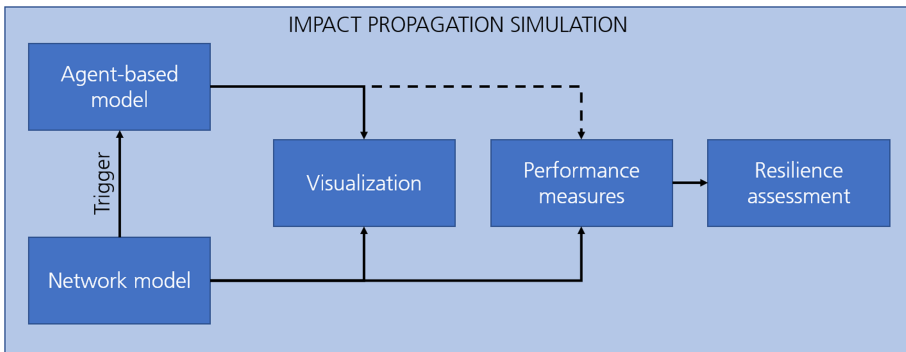 IMPACT PROPAGATION SIMULATION
Agent-based
model
Trigger
Visualization
Performance
measures
Resilience
assessment
Network model